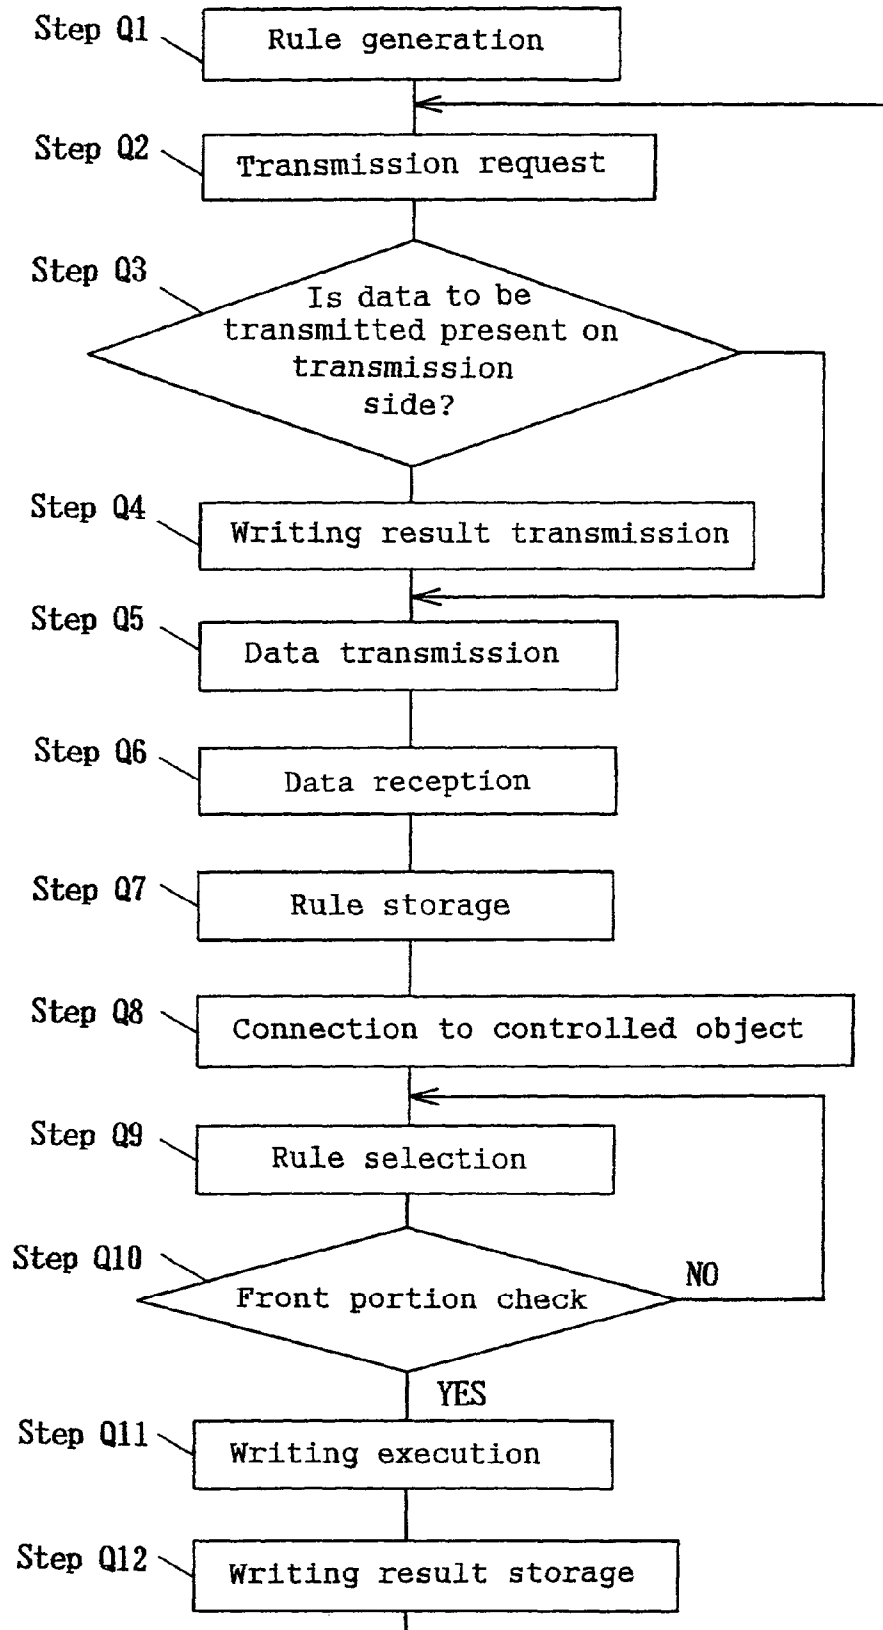 Step Q1
Rule generation
Step Q2
Transmission request
Step Q3
Is data to be
transmitted present on
transmission
side?
Step Q4
Writing result transmission
Step Q5
Data transmission
Step Q6
Data reception
Step Q7
Rule storage
Step Q8
Connection to controlled object
Step Q9
Rule selection
Step Q10
Front portion check
NO
YES
Step Q11
Writing execution
Step Q12
Writing result storage